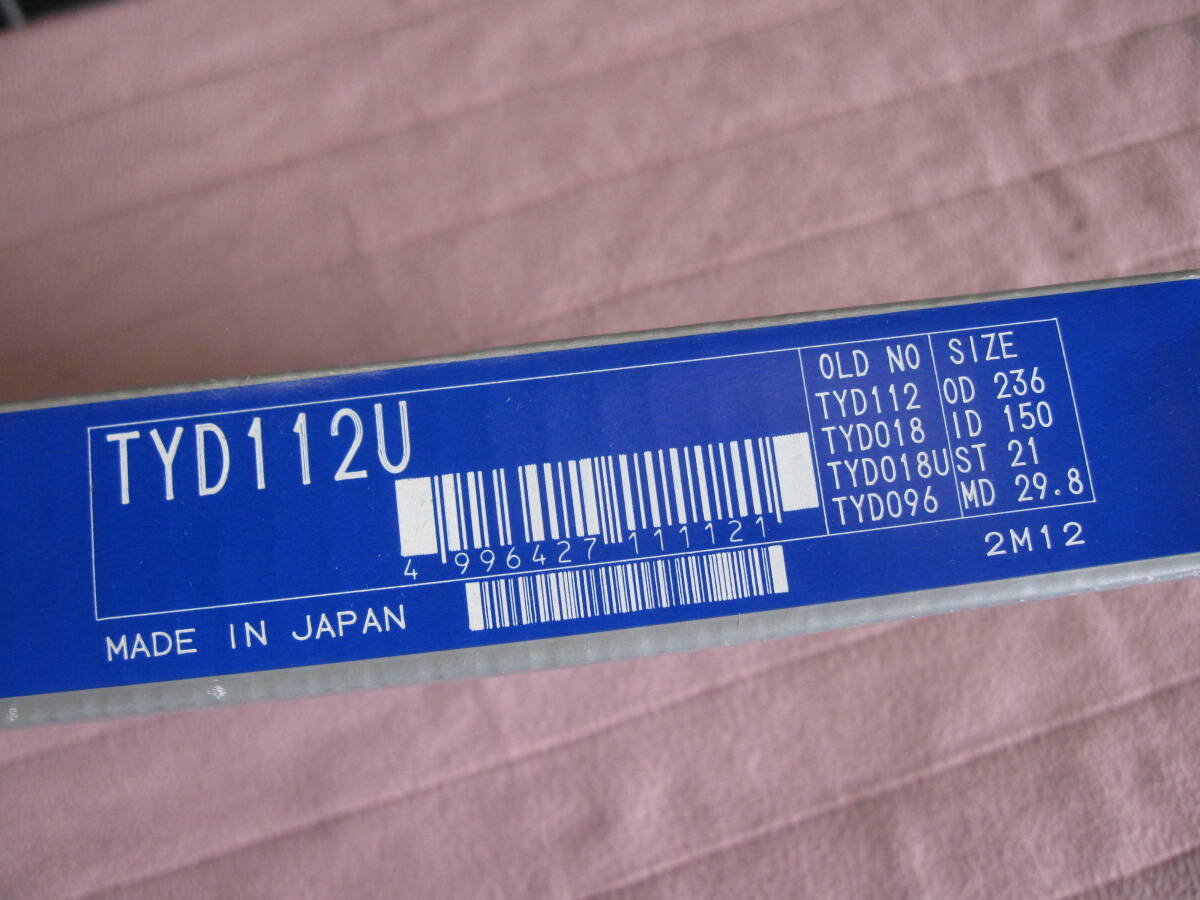 TYD112U
4 996427 111121
OLD NO
TYD112
TYD018
TYD018U
TYD096
SIZE
OD 236
ID 150
ST 21
MD 29.8
MADE IN JAPAN
2M12